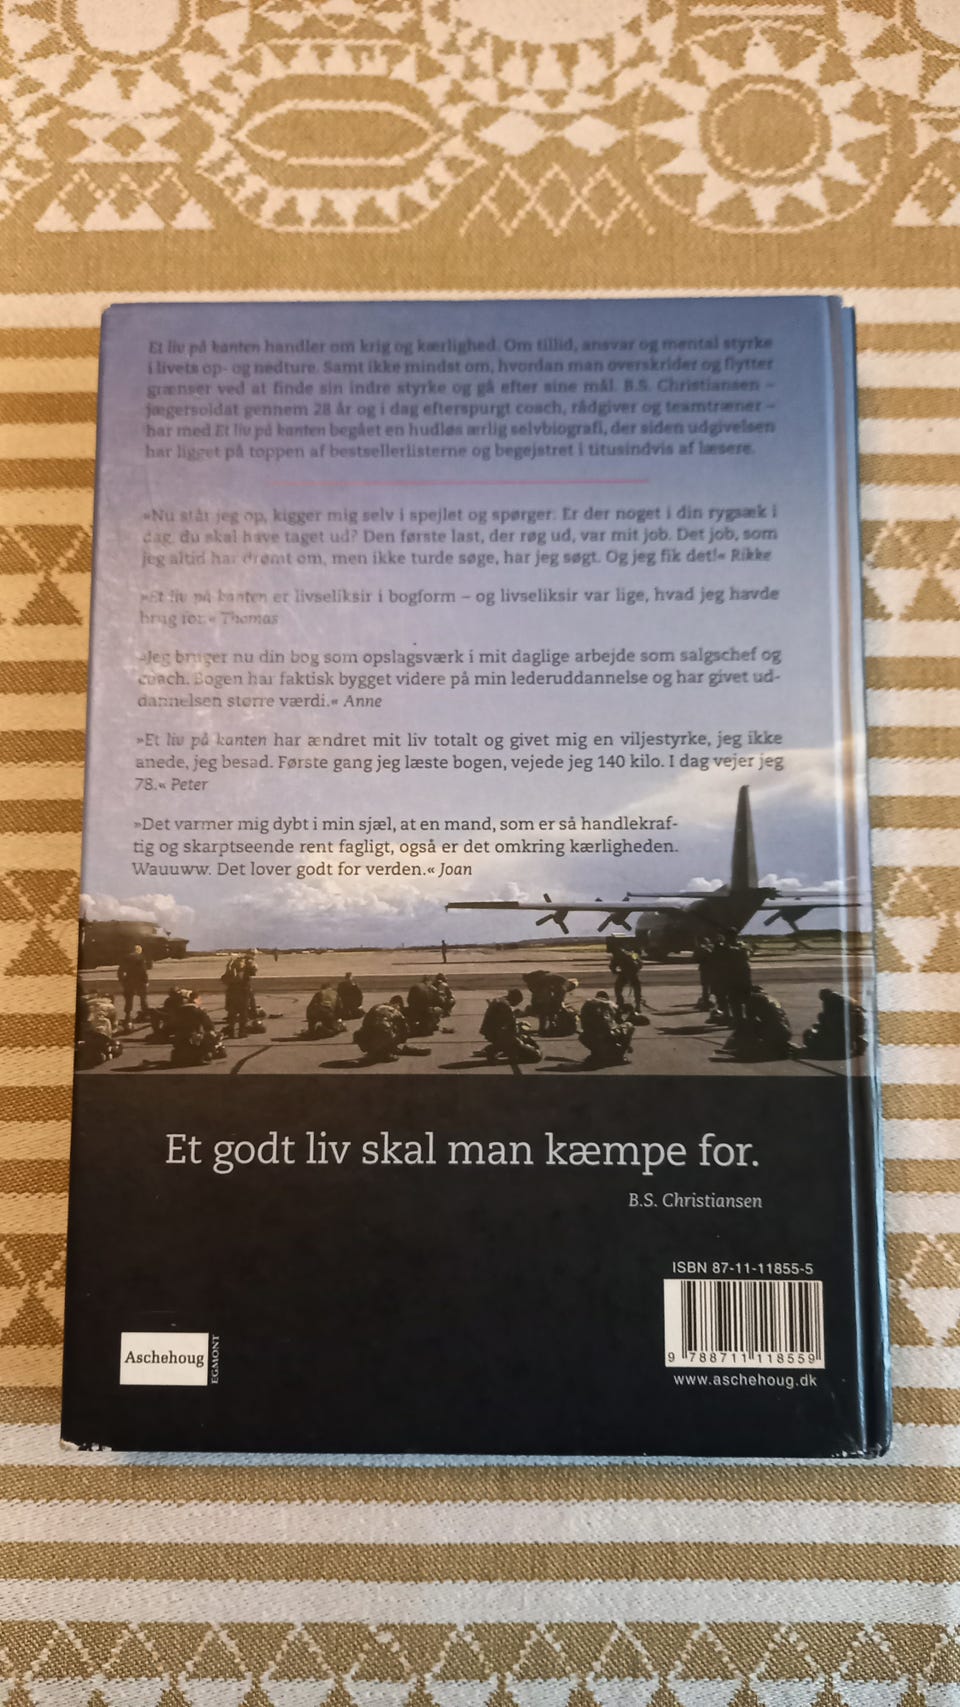 Et liv på kanten handler om krig og kærlighed. Om tillid, ansvar og mental styrke
i livets op- og nedture. Samt ikke mindst om, hvordan man overskrider og flytter
grænser ved at finde sin indre styrke og gå efter sine mål. B.S. Christiansen –
jægersoldat gennem 28 år og i dag efterspurgt coach, rådgiver og teamtræner –
har med Et liv på kanten begået en hudløs ærlig selvbiografi, der siden udgivelsen
har ligget på toppen af bestsellerlisterne og begejstret i titusindvis af læsere.
»Nu står jeg op, kigger mig selv i spejlet og spørger: Er der noget i din rygsæk i
dag, du skal have taget ud? Den første last, der røg ud, var mit job. Det job, som
jeg altid har drømt om, men ikke turde søge, har jeg søgt. Og jeg fik det!« Rikke
»Et liv på kanten er livseliksir i bogform – og livseliksir var lige, hvad jeg havde
brug for.« Thomas
»Jeg bruger nu din bog som opslagsværk i mit daglige arbejde som salgschef og
coach. Bogen har faktisk bygget videre på min lederuddannelse og har givet ud-
dannelsen større værdi.« Anne
»Et liv på kanten har ændret mit liv totalt og givet mig en viljestyrke, jeg ikke
anede, jeg besad. Første gang jeg læste bogen, vejede jeg 140 kilo. I dag vejer jeg
78.« Peter
»Det varmer mig dybt i min sjæl, at en mand, som er så handlekraf-
tig og skarptseende rent fagligt, også er det omkring kærligheden.
Wauuww. Det lover godt for verden.« Joan
Et godt liv skal man kæmpe for.
B.S. Christiansen
ISBN 87-11-11855-5
9 788711 118559
www.aschehoug.dk
Aschehoug
EGMONT